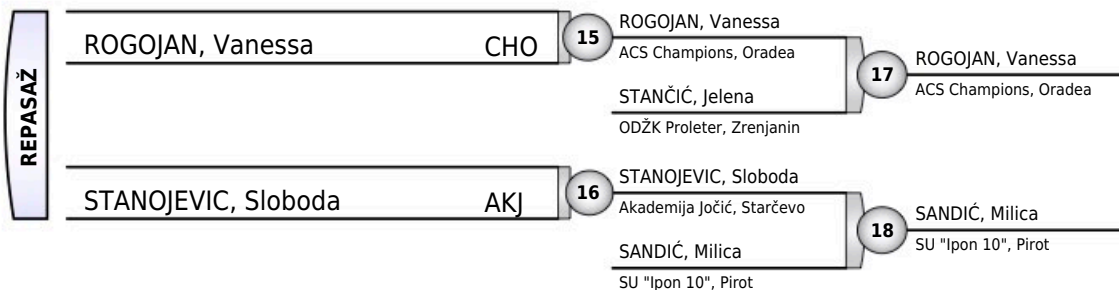 REPASAŽ
ROGOJAN, Vanessa CHO
15
ROGOJAN, Vanessa
ACS Champions, Oradea
STANČIĆ, Jelena
ODŽK Proleter, Zrenjanin
17
ROGOJAN, Vanessa
ACS Champions, Oradea
STANOJEVIC, Sloboda AKJ
16
STANOJEVIC, Sloboda
Akademija Jočić, Starčevo
SANDIĆ, Milica
SU "Ipon 10", Pirot
18
SANDIĆ, Milica
SU "Ipon 10", Pirot